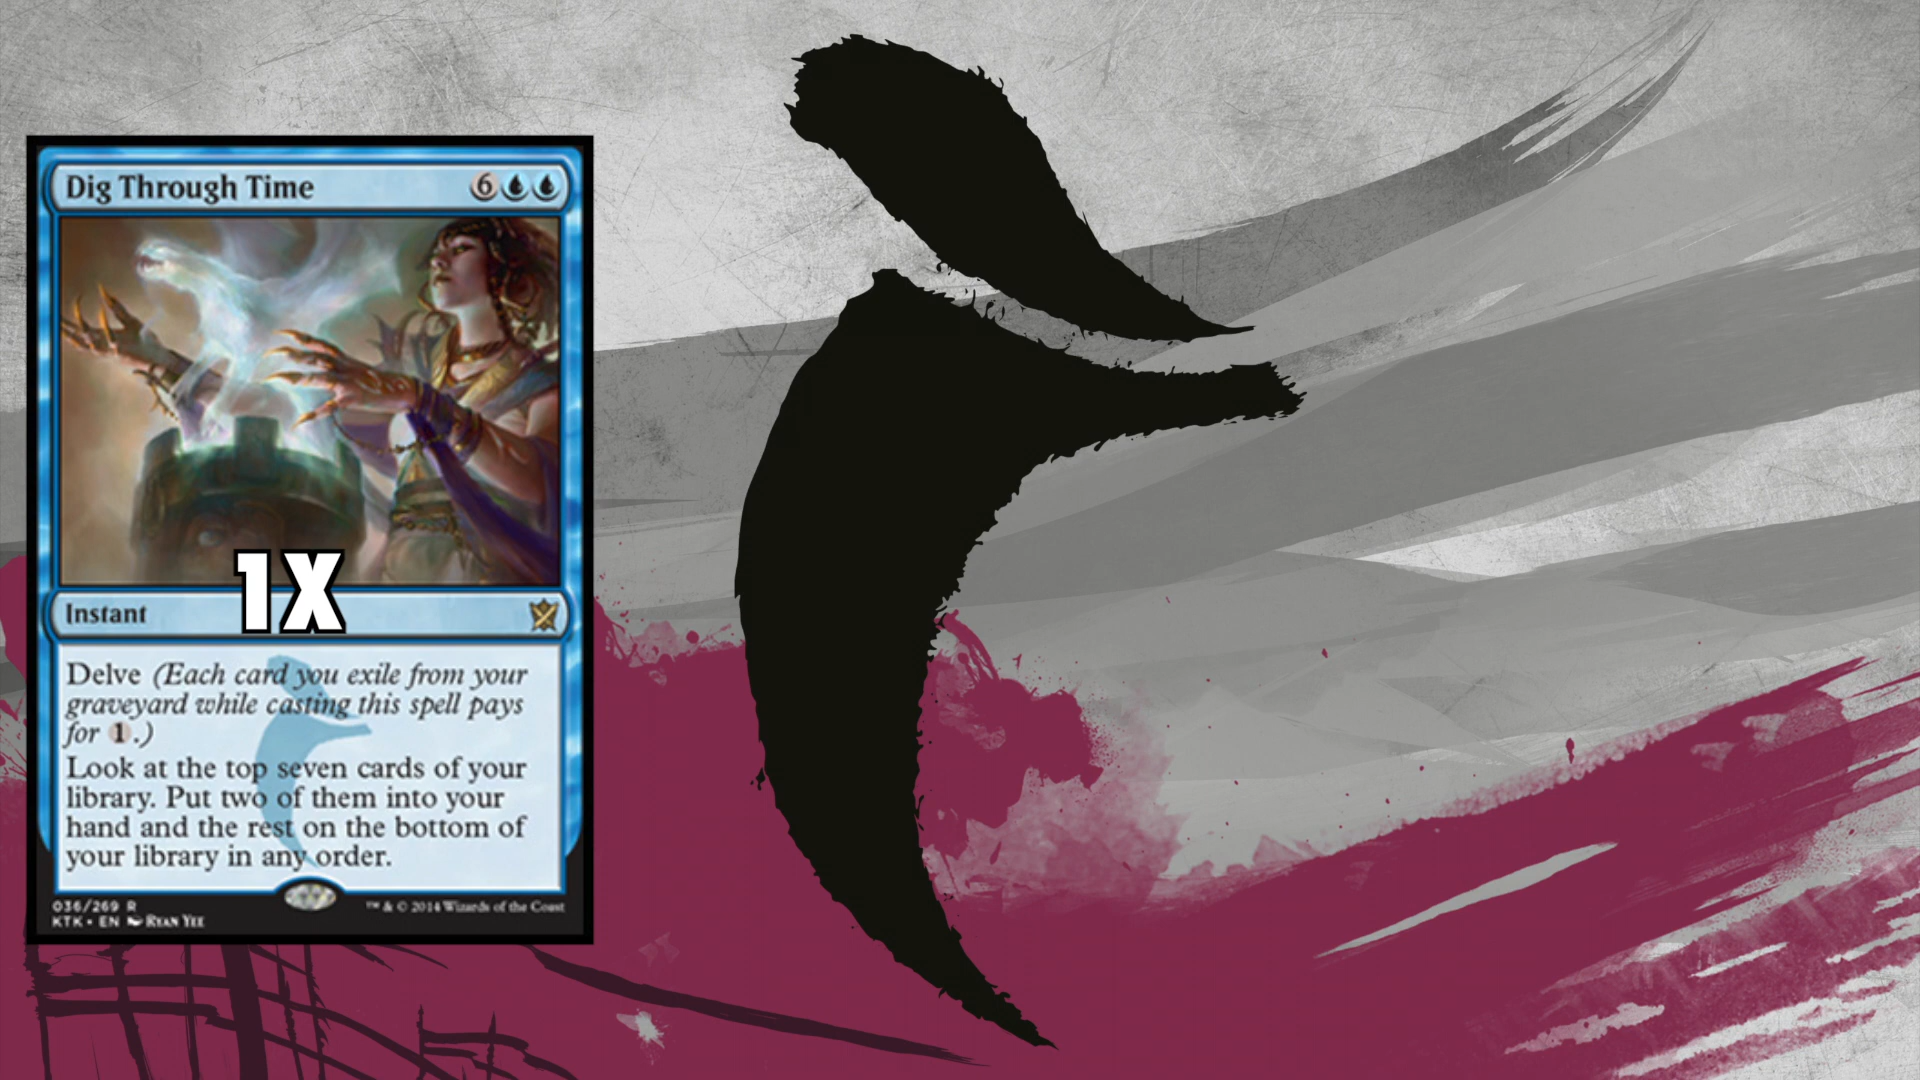 Dig Through Time 6
1X
Instant
Delve (Each card you exile from your
graveyard while casting this spell pays
for 1.)
Look at the top seven cards of your
library. Put two of them into your
hand and the rest on the bottom of
your library in any order.
036/269 R
KTK • EN Ryan Yee
™ & © 2014 Wizards of the Coast